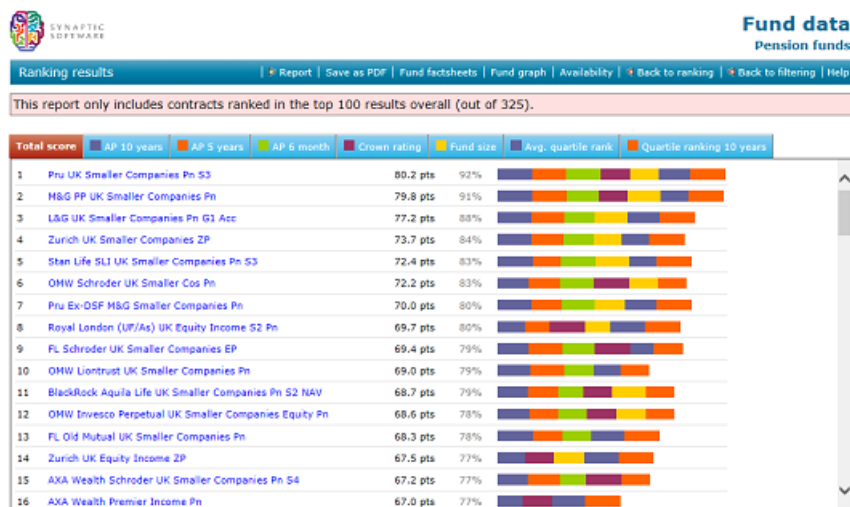 SYNAPTIC
SOFTWARE
Fund data
Pension funds
Ranking results | Report | Save as PDF | Fund factsheets | Fund graph | Availability | Back to ranking | Back to filtering | Help
This report only includes contracts ranked in the top 100 results overall (out of 325).
Total score AP 10 years AP 5 years AP 6 month Crown rating Fund size Avg. quartile rank Quartile ranking 10 years
1 Pru UK Smaller Companies Pn S3 80.2 pts 92%
2 M&G PP UK Smaller Companies Pn 79.8 pts 91%
3 L&G UK Smaller Companies Pn G1 Acc 77.2 pts 88%
4 Zurich UK Smaller Companies ZP 73.7 pts 84%
5 Stan Life SLI UK Smaller Companies Pn S3 72.4 pts 83%
6 OMW Schroder UK Smaller Cos Pn 72.2 pts 83%
7 Pru Ex-DSF M&G Smaller Companies Pn 70.0 pts 80%
8 Royal London (UF/As) UK Equity Income S2 Pn 69.7 pts 80%
9 FL Schroder UK Smaller Companies EP 69.4 pts 79%
10 OMW Liontrust UK Smaller Companies Pn 69.0 pts 79%
11 BlackRock Aquila Life UK Smaller Companies Pn S2 NAV 68.7 pts 79%
12 OMW Invesco Perpetual UK Smaller Companies Equity Pn 68.6 pts 78%
13 FL Old Mutual UK Smaller Companies Pn 68.3 pts 78%
14 Zurich UK Equity Income ZP 67.5 pts 77%
15 AXA Wealth Schroder UK Smaller Companies Pn S4 67.2 pts 77%
16 AXA Wealth Premier Income Pn 67.0 pts 77%